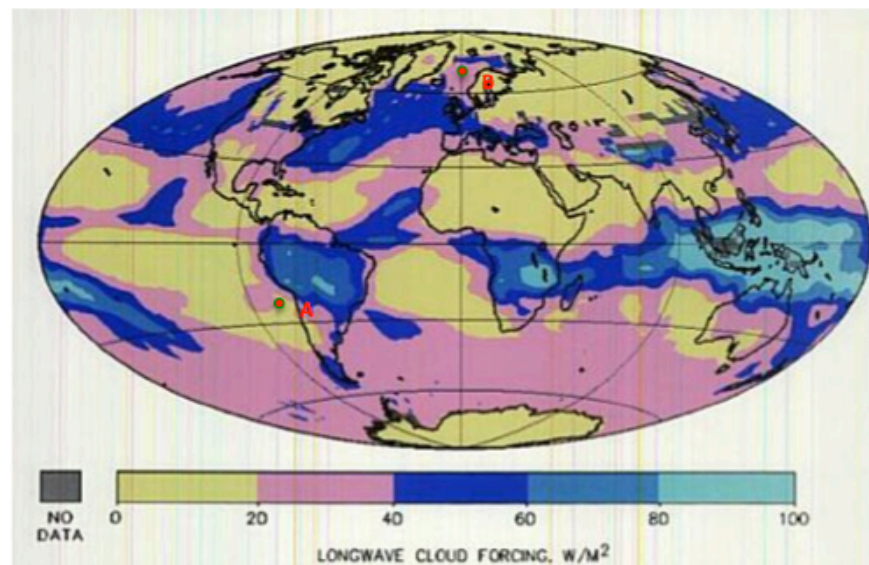 B
A
NO
DATA
0 20 40 60 80 100
LONGWAVE CLOUD FORCING, W/M²